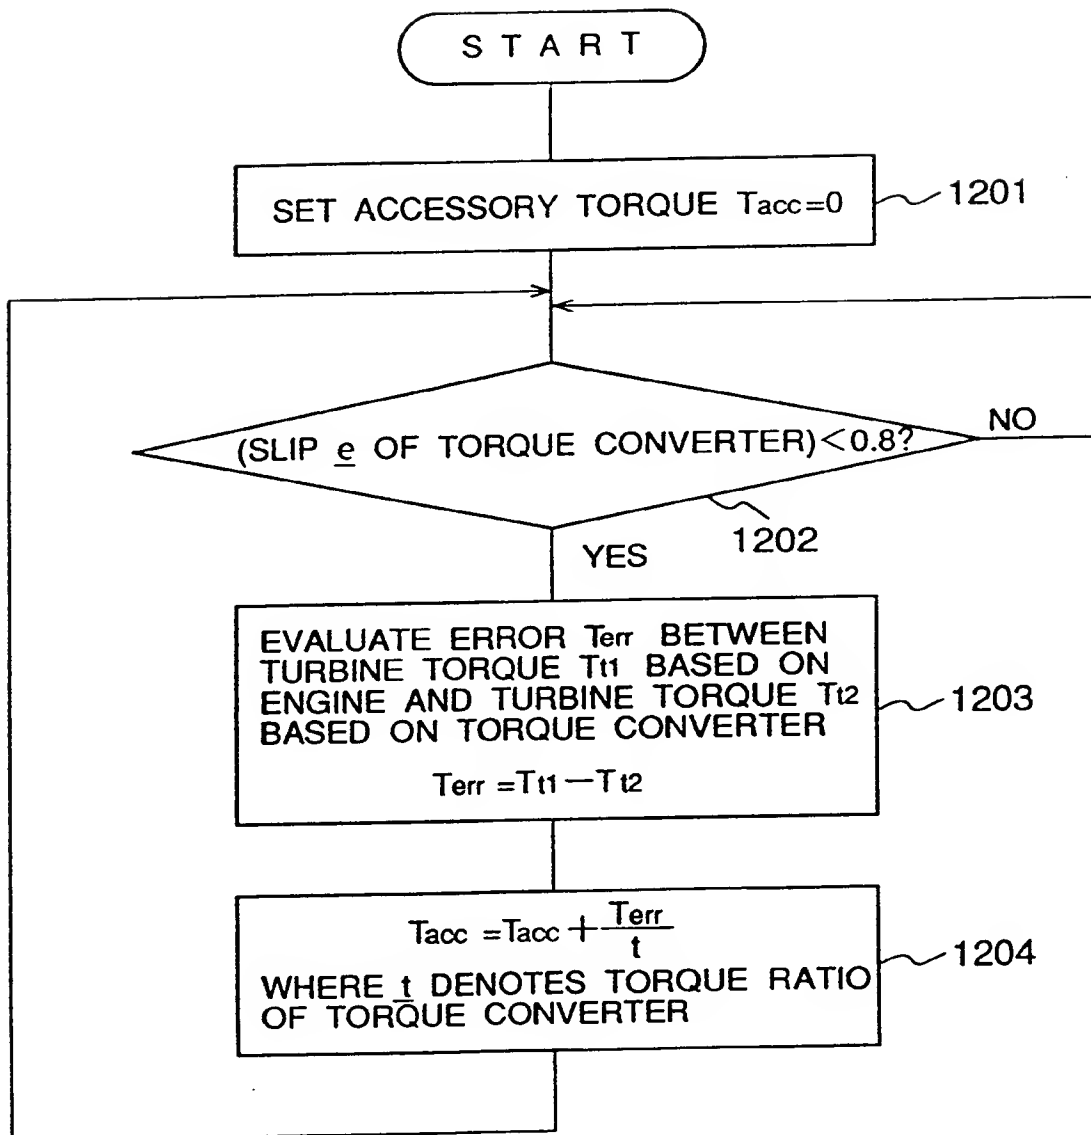 START
SET ACCESSORY TORQUE Tacc=0
1201
(SLIP e OF TORQUE CONVERTER)<0.8?
NO
1202
YES
EVALUATE ERROR Terr BETWEEN
TURBINE TORQUE Tt1 BASED ON
ENGINE AND TURBINE TORQUE Tt2
BASED ON TORQUE CONVERTER
Terr=Tt1-Tt2
1203
Tacc=Tacc+Terr/t
WHERE t DENOTES TORQUE RATIO
OF TORQUE CONVERTER
1204